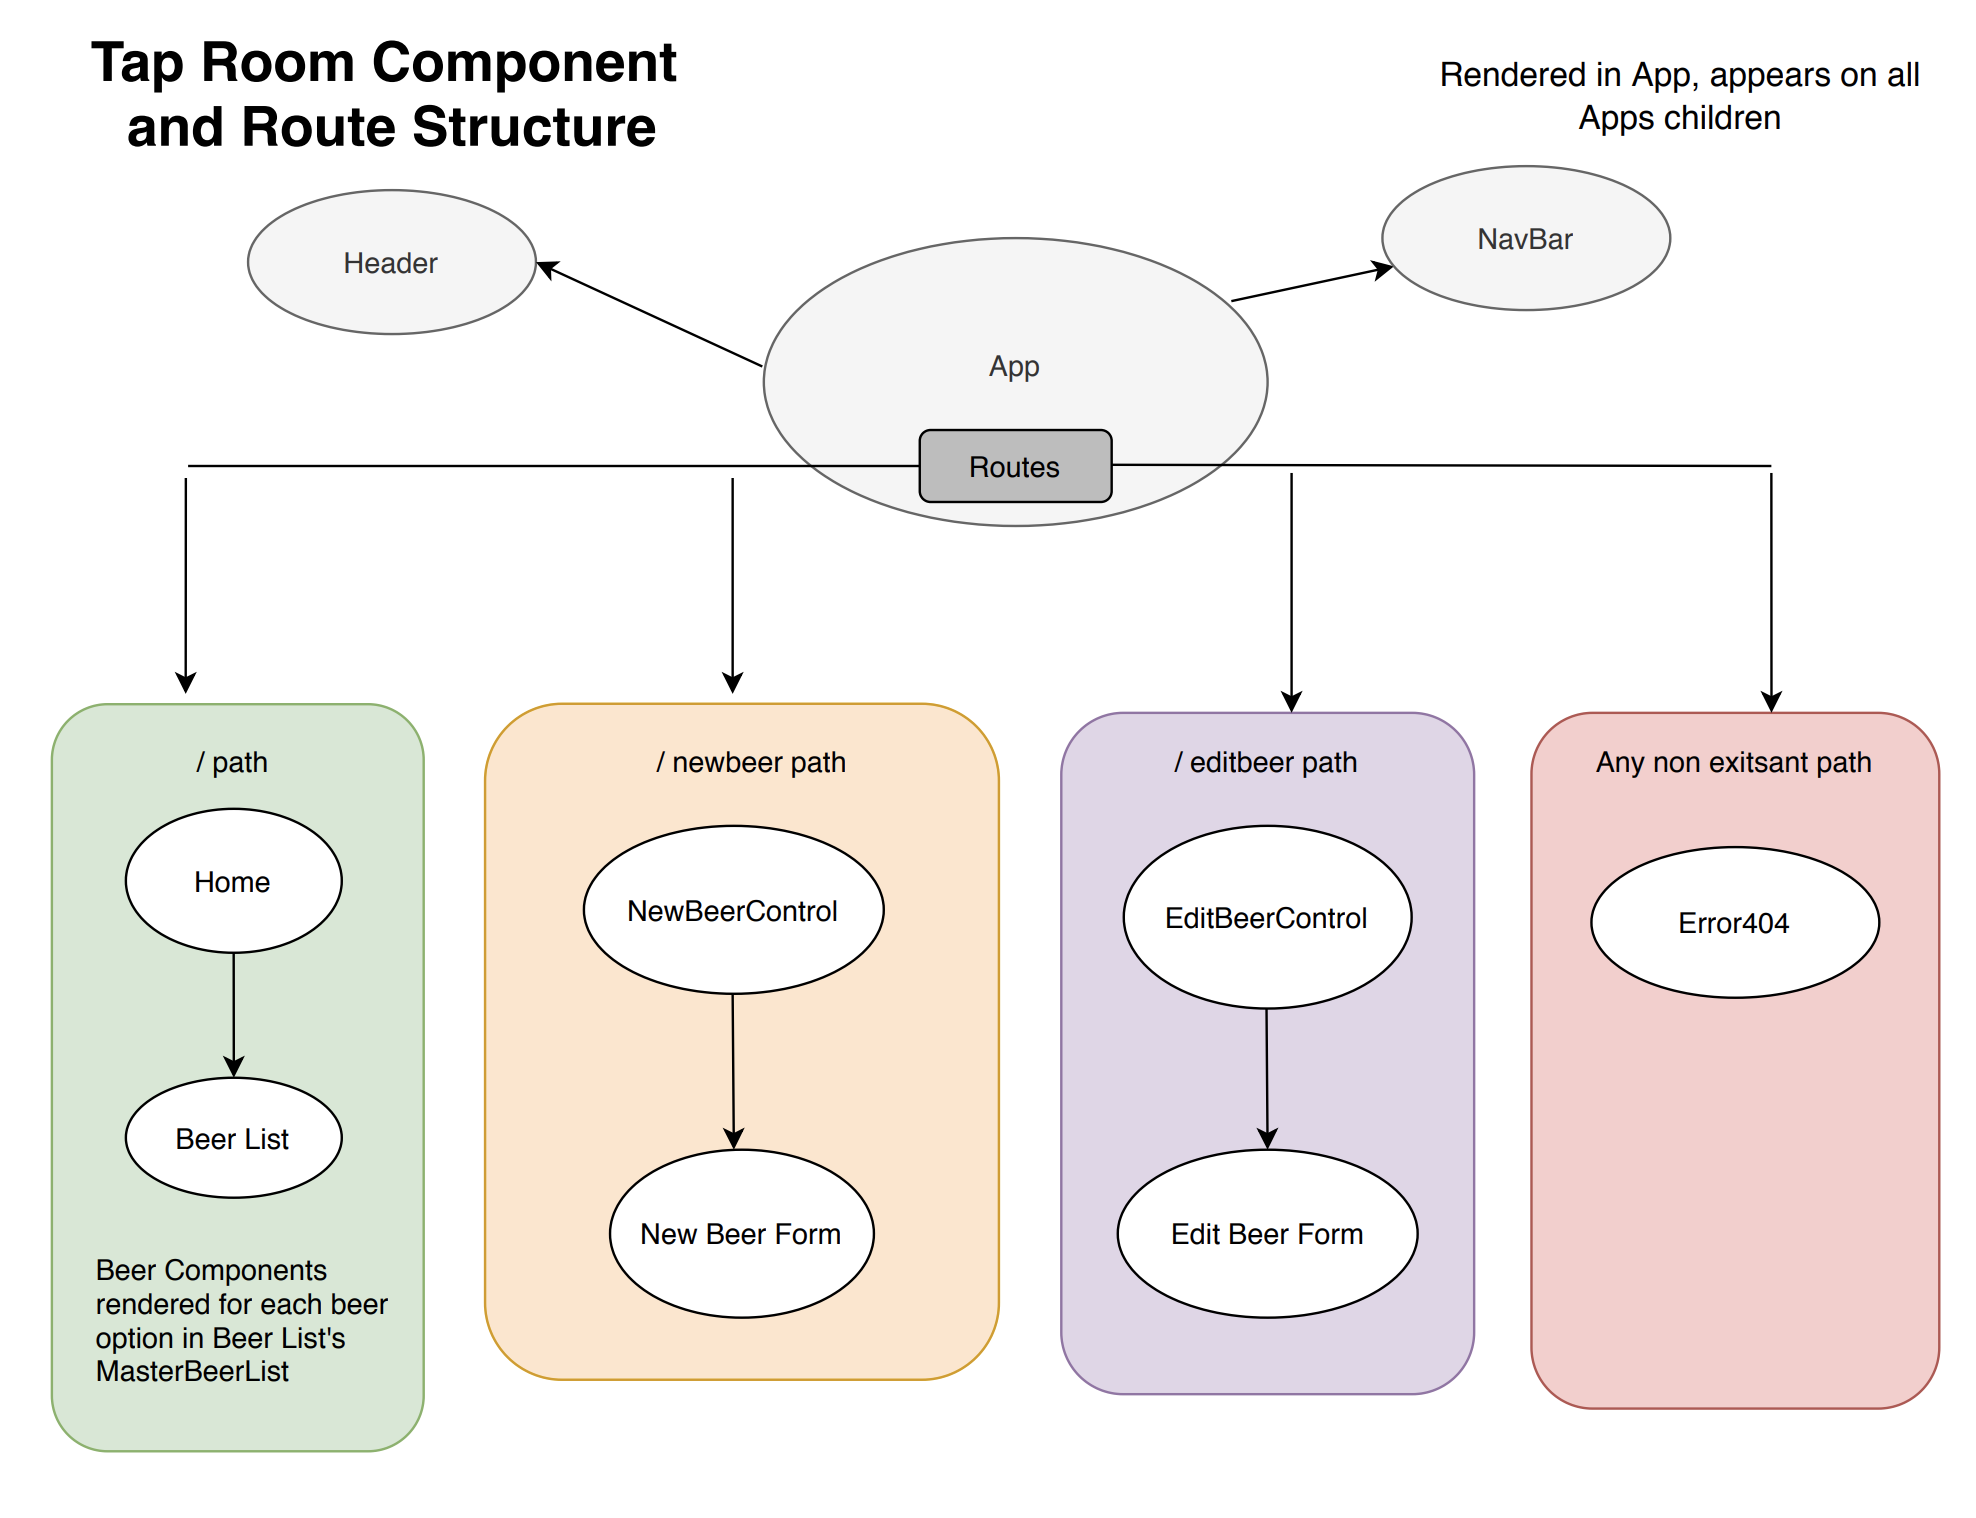 Tap Room Component
and Route Structure
Rendered in App, appears on all
Apps children
Header
NavBar
App
Routes
/ path
Home
Beer List
Beer Components
rendered for each beer
option in Beer List's
MasterBeerList
/ newbeer path
NewBeerControl
New Beer Form
/ editbeer path
EditBeerControl
Edit Beer Form
Any non exitsant path
Error404